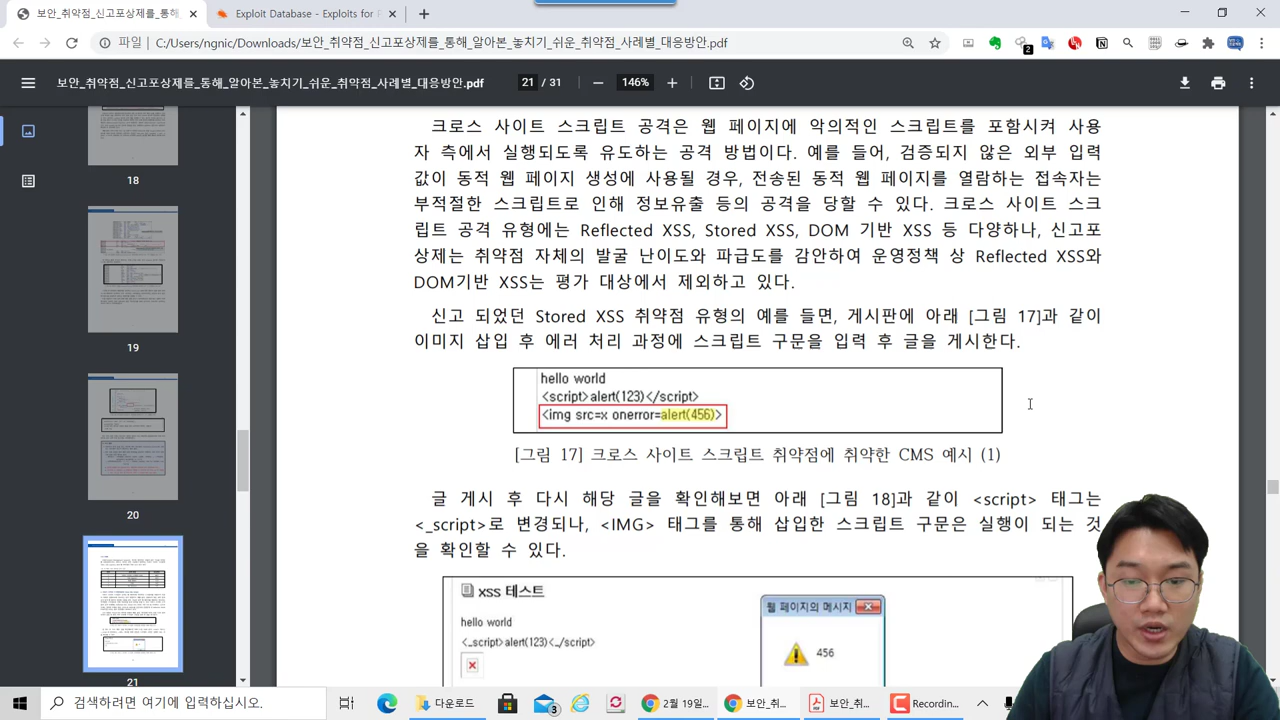 보안_취약점_신고포상제를_통해
Exploit Database - Exploits for P
파일
C:/Users/ngnic/Downloads/보안_취약점_신고포상제를_통해_알아본_놓치기_쉬운_취약점_사례별_대응방안.pdf
보안_취약점_신고포상제를_통해_알아본_놓치기_쉬운_취약점_사례별_대응방안.pdf
21 / 31
146%
18
19
20
21
크로스 사이트 스크립트 공격은 웹 페이지에 악의적인 스크립트를 포함시켜 사용
자 측에서 실행되도록 유도하는 공격 방법이다. 예를 들어, 검증되지 않은 외부 입력
값이 동적 웹 페이지 생성에 사용될 경우, 전송된 동적 웹 페이지를 열람하는 접속자는
부적절한 스크립트로 인해 정보유출 등의 공격을 당할 수 있다. 크로스 사이트 스크
립트 공격 유형에는 Reflected XSS, Stored XSS, DOM 기반 XSS 등 다양하나, 신고포
상제는 취약점 자체의 발굴 난이도와 파급도를 감안하여 운영정책 상 Reflected XSS와
DOM기반 XSS는 평가 대상에서 제외하고 있다.
신고 되었던 Stored XSS 취약점 유형의 예를 들면, 게시판에 아래 [그림 17]과 같이
이미지 삽입 후 에러 처리 과정에 스크립트 구문을 입력 후 글을 게시한다.
hello world
<script>alert(123)</script>
<img src=x onerror=alert(456)>
[그림 17] 크로스 사이트 스크립트 취약점에 취약한 CMS 예시 (1)
글 게시 후 다시 해당 글을 확인해보면 아래 [그림 18]과 같이 <script> 태그는
<_script>로 변경되나, <IMG> 태그를 통해 삽입한 스크립트 구문은 실행이 되는 것
을 확인할 수 있다.
xss 테스트
hello world
<_script>alert(123)<_/script>
웹 페이지의 메시지
456
검색하려면 여기에 입력하십시오.
다운로드
3
2월 19일...
보안_취...
보안_취...
Recordin...
2